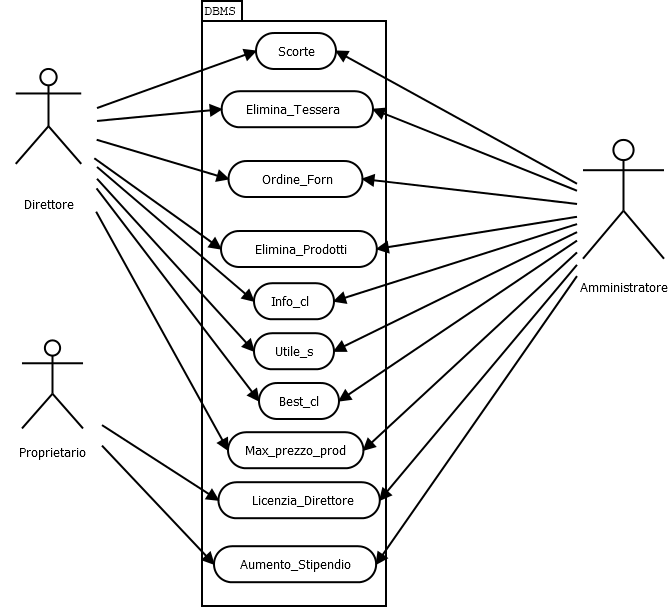 DBMS
Scorte
Elimina_Tessera
Ordine_Forn
Direttore
Elimina_Prodotti
Amministratore
Info_cl
Utile_s
Best_cl
Proprietario
Max_prezzo_prod
Licenzia_Direttore
Aumento_Stipendio